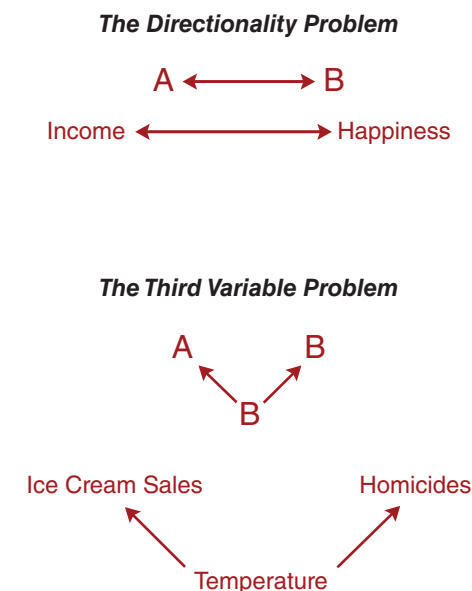 The Directionality Problem
A B
Income Happiness
The Third Variable Problem
A B
B
Ice Cream Sales Homicides
Temperature